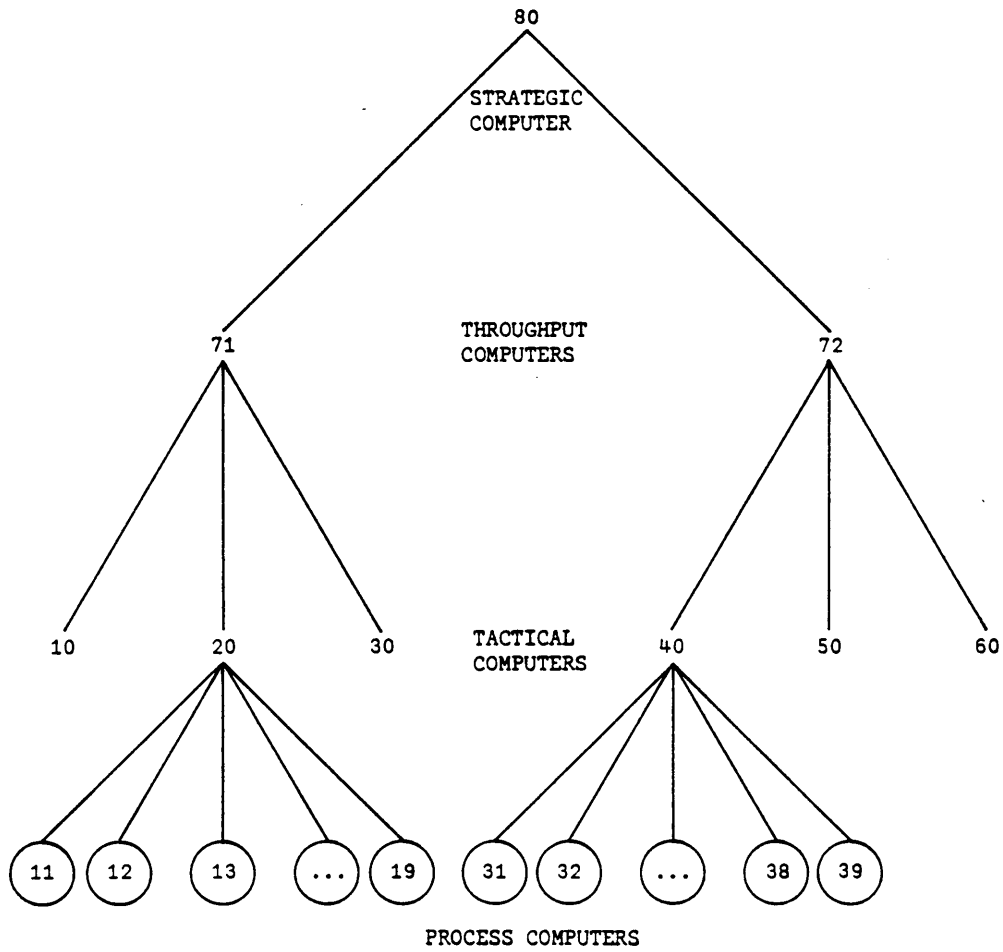 80
STRATEGIC
COMPUTER
THROUGHPUT
COMPUTERS
71
72
TACTICAL
COMPUTERS
10
20
30
40
50
60
11
12
13
...
19
31
32
...
38
39
PROCESS COMPUTERS